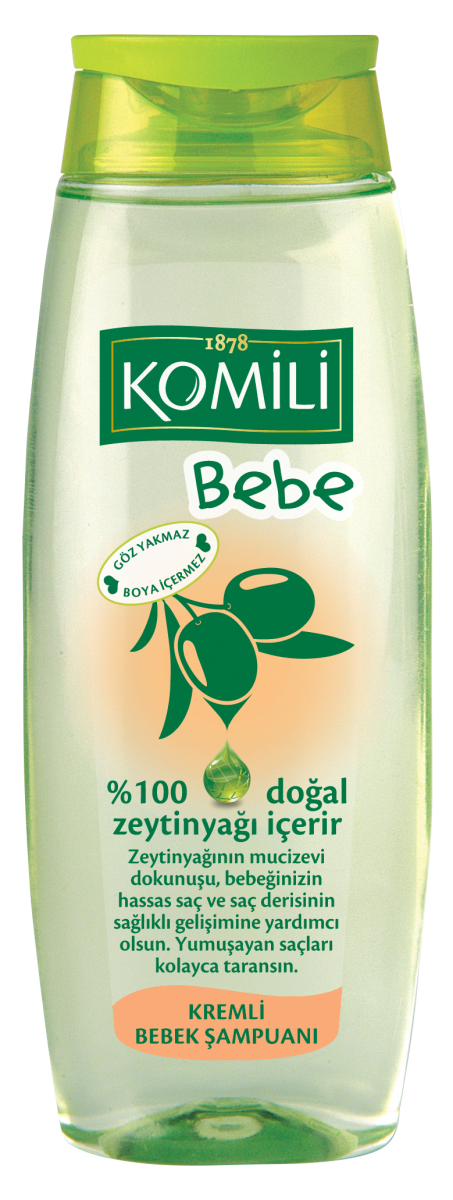 1878
KOMİLİ
Bebe
GÖZ YAKMAZ
BOYA İÇERMEZ
%100 doğal
zeytinyağı içerir
Zeytinyağının mucizevi
dokunuşu, bebeğinizin
hassas saç ve saç derisinin
sağlıklı gelişimine yardımcı
olsun. Yumuşayan saçları
kolayca taransın.
KREMLİ
BEBEK ŞAMPUANI